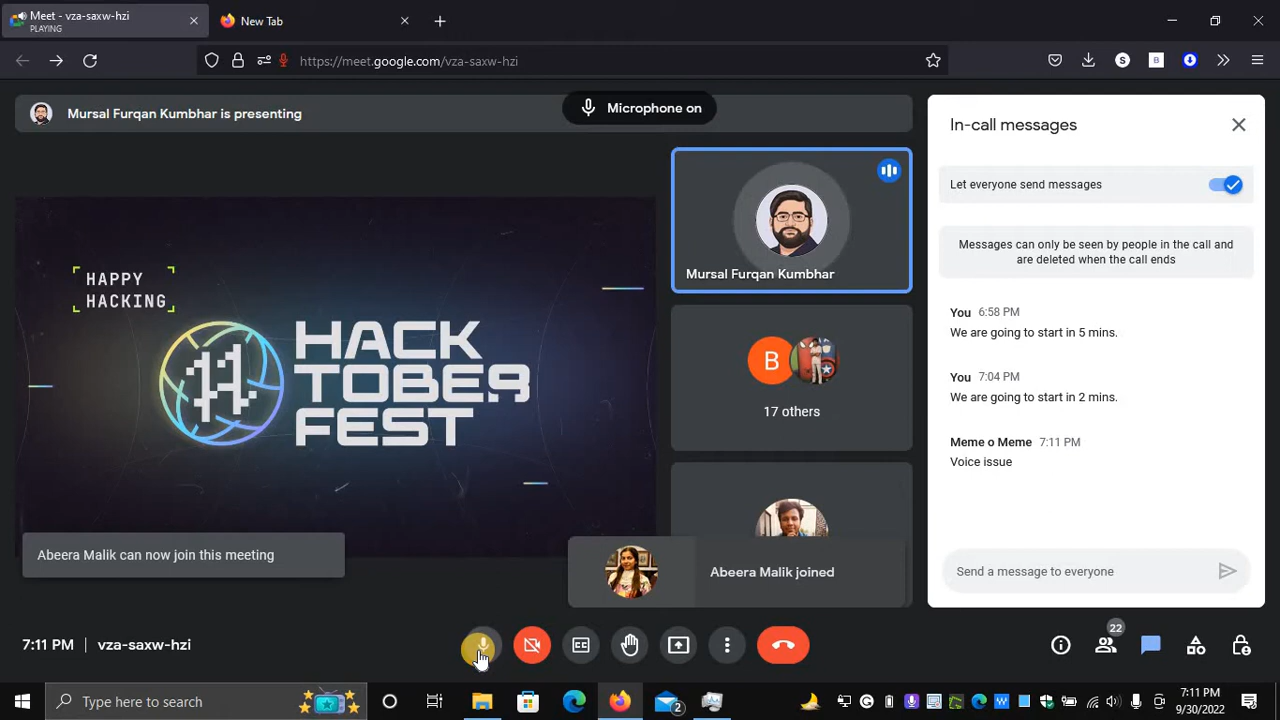 Meet - vza-saxw-hzi
PLAYING
New Tab
https://meet.google.com/vza-saxw-hzi
S
B
Mursal Furqan Kumbhar is presenting
Microphone on
HAPPY
HACKING
HACK
TOBER
FEST
Mursal Furqan Kumbhar
B
17 others
Abeera Malik can now join this meeting
Abeera Malik joined
In-call messages
Let everyone send messages
Messages can only be seen by people in the call and
are deleted when the call ends
You 6:58 PM
We are going to start in 5 mins.
You 7:04 PM
We are going to start in 2 mins.
Meme o Meme 7:11 PM
Voice issue
Send a message to everyone
7:11 PM | vza-saxw-hzi
22
Type here to search
2
7:11 PM
9/30/2022